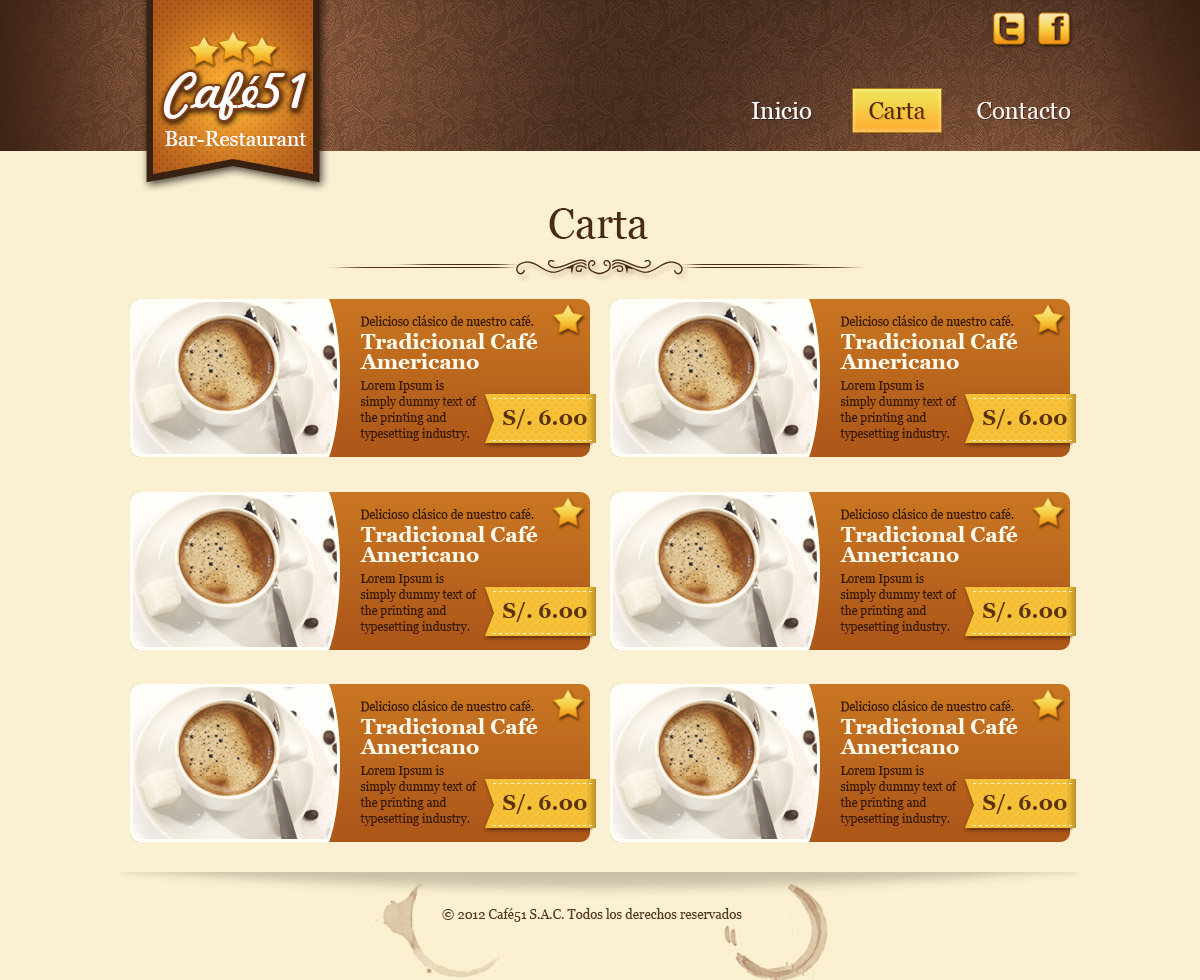 Café51
Bar-Restaurant
Inicio
Carta
Contacto
Carta
Delicioso clásico de nuestro café.
Tradicional Café
Americano
Lorem Ipsum is
simply dummy text of
the printing and
typesetting industry.
S/. 6.00
Delicioso clásico de nuestro café.
Tradicional Café
Americano
Lorem Ipsum is
simply dummy text of
the printing and
typesetting industry.
S/. 6.00
Delicioso clásico de nuestro café.
Tradicional Café
Americano
Lorem Ipsum is
simply dummy text of
the printing and
typesetting industry.
S/. 6.00
Delicioso clásico de nuestro café.
Tradicional Café
Americano
Lorem Ipsum is
simply dummy text of
the printing and
typesetting industry.
S/. 6.00
Delicioso clásico de nuestro café.
Tradicional Café
Americano
Lorem Ipsum is
simply dummy text of
the printing and
typesetting industry.
S/. 6.00
Delicioso clásico de nuestro café.
Tradicional Café
Americano
Lorem Ipsum is
simply dummy text of
the printing and
typesetting industry.
S/. 6.00
© 2012 Café51 S.A.C. Todos los derechos reservados